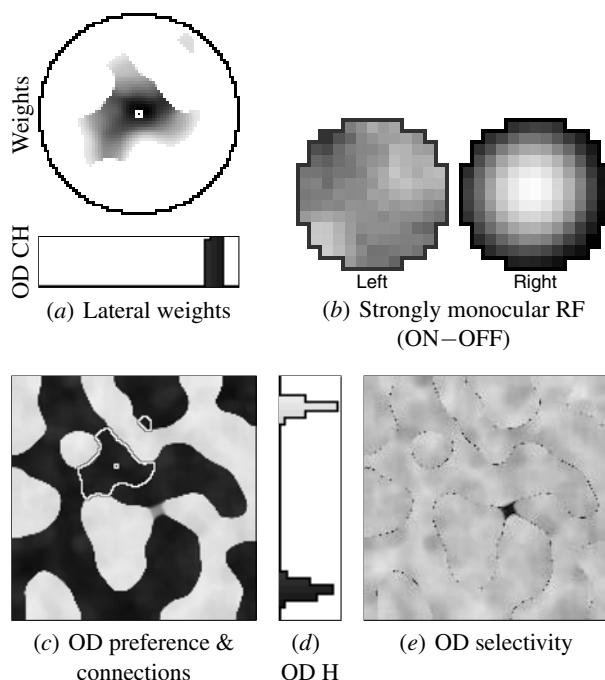 Weights
OD CH
(a) Lateral weights
Left
Right
(b) Strongly monocular RF
(ON−OFF)
(c) OD preference &
connections
(d)
OD H
(e) OD selectivity